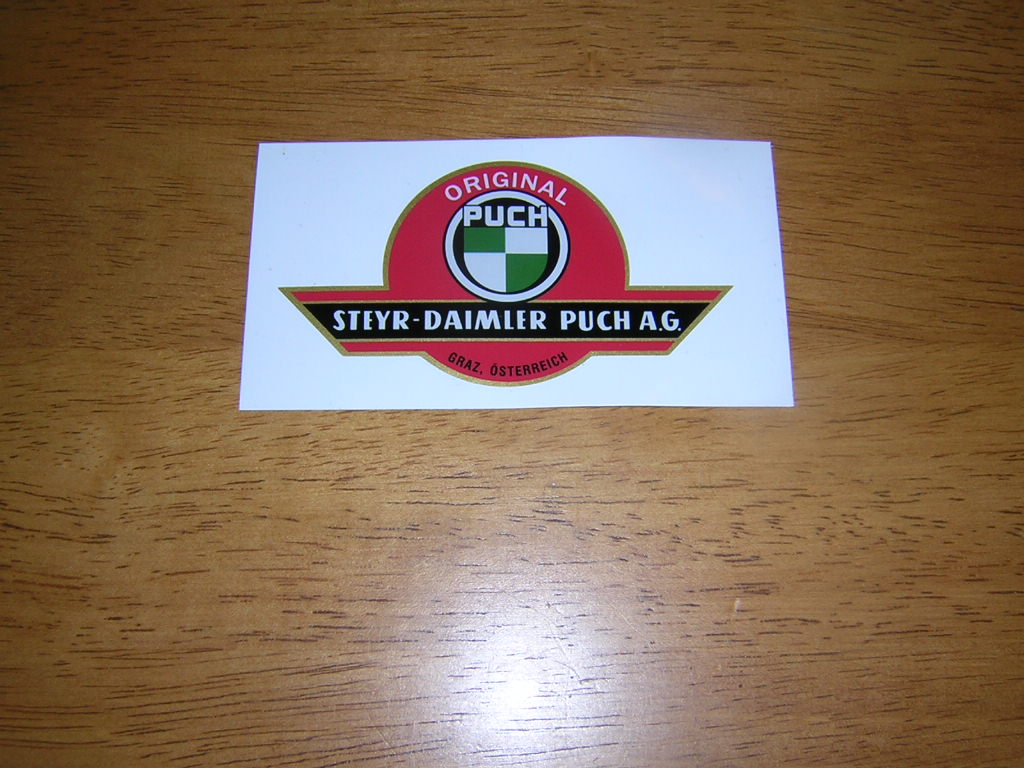 ORIGINAL
PUCH
STEYR-DAIMLER PUCH A.G.
GRAZ, ÖSTERREICH